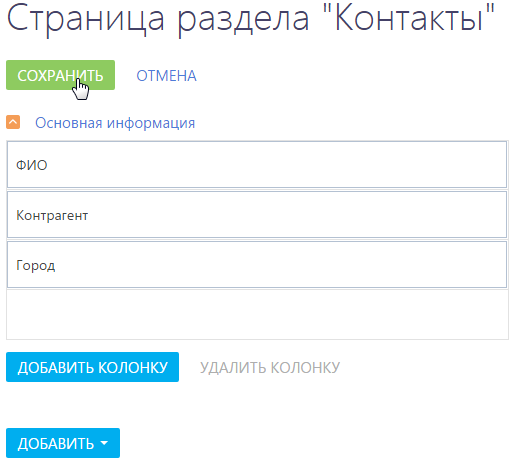 Страница раздела "Контакты"
СОХРАНИТЬ ОТМЕНА
Основная информация
ФИО
Контрагент
Город
ДОБАВИТЬ КОЛОНКУ УДАЛИТЬ КОЛОНКУ
ДОБАВИТЬ